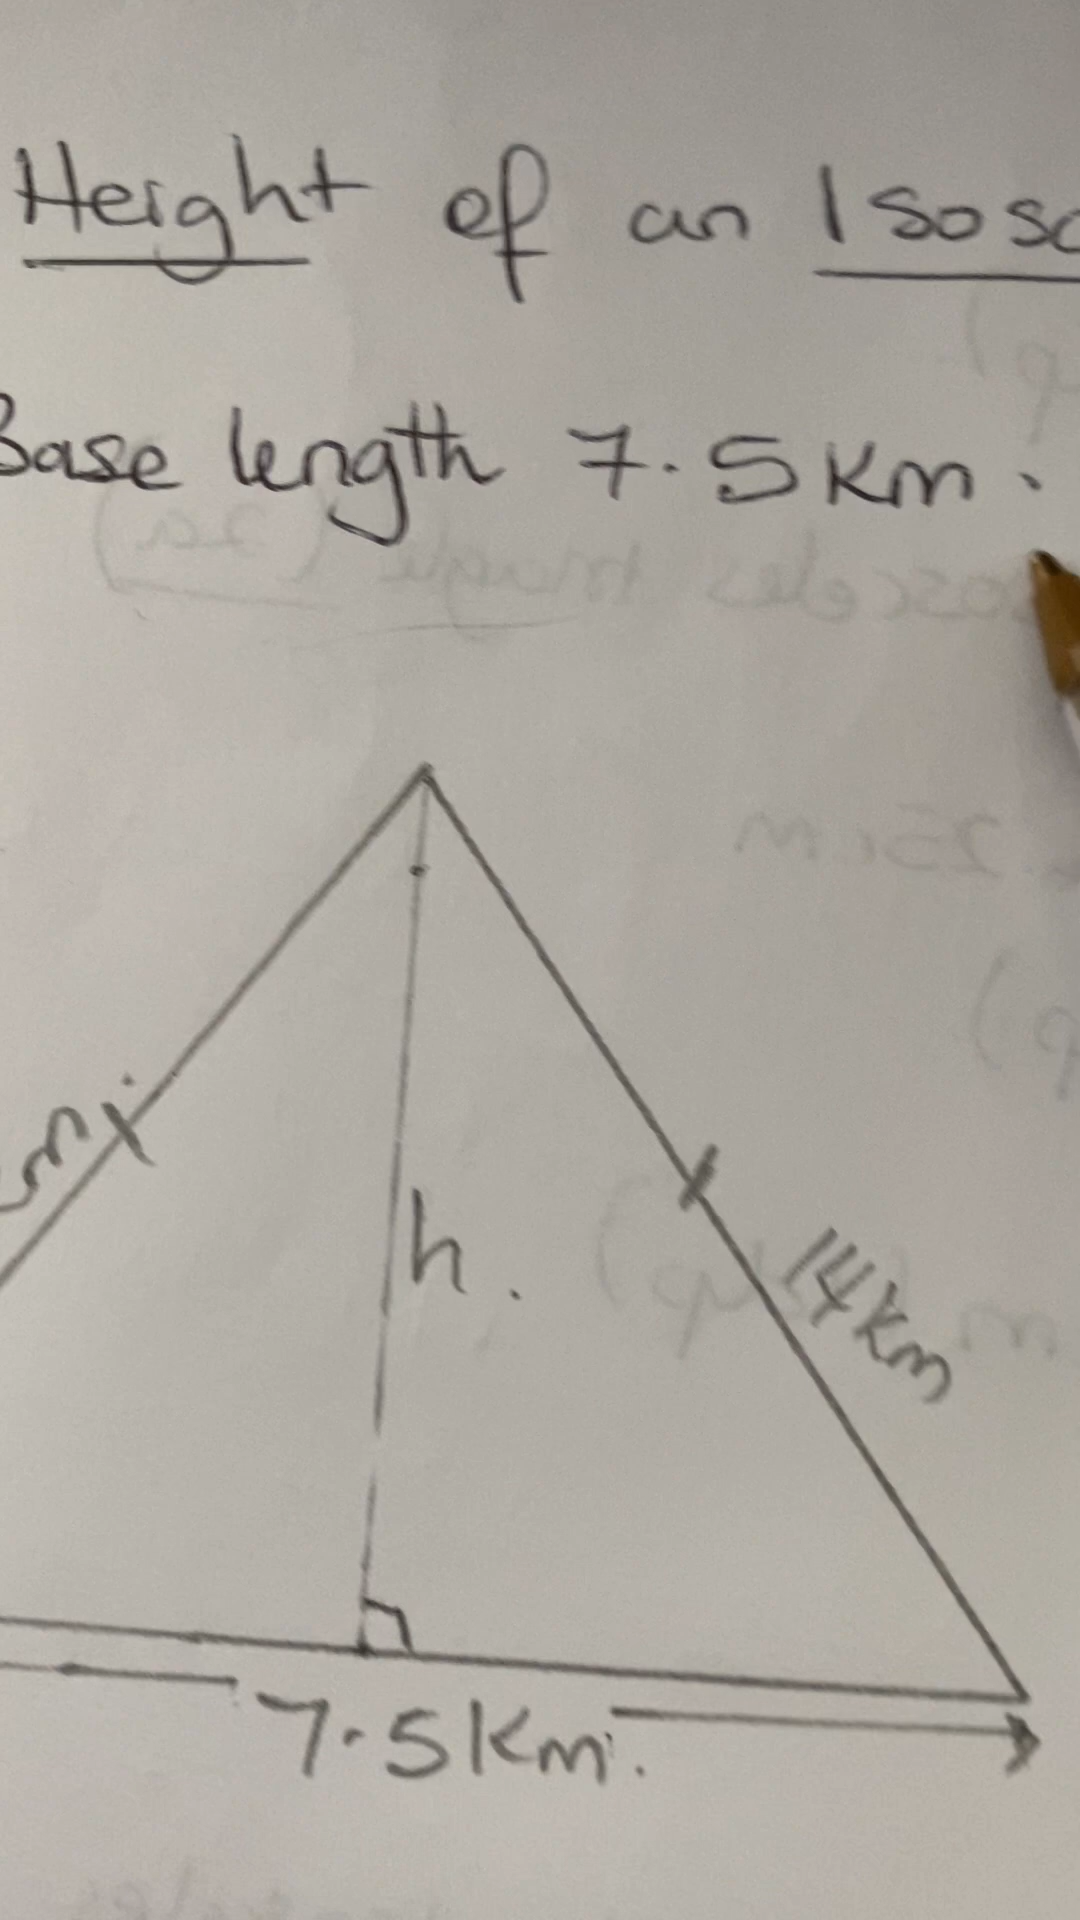 Height of an Isosc
Base length 7.5km.
h.
14km
7.5km.